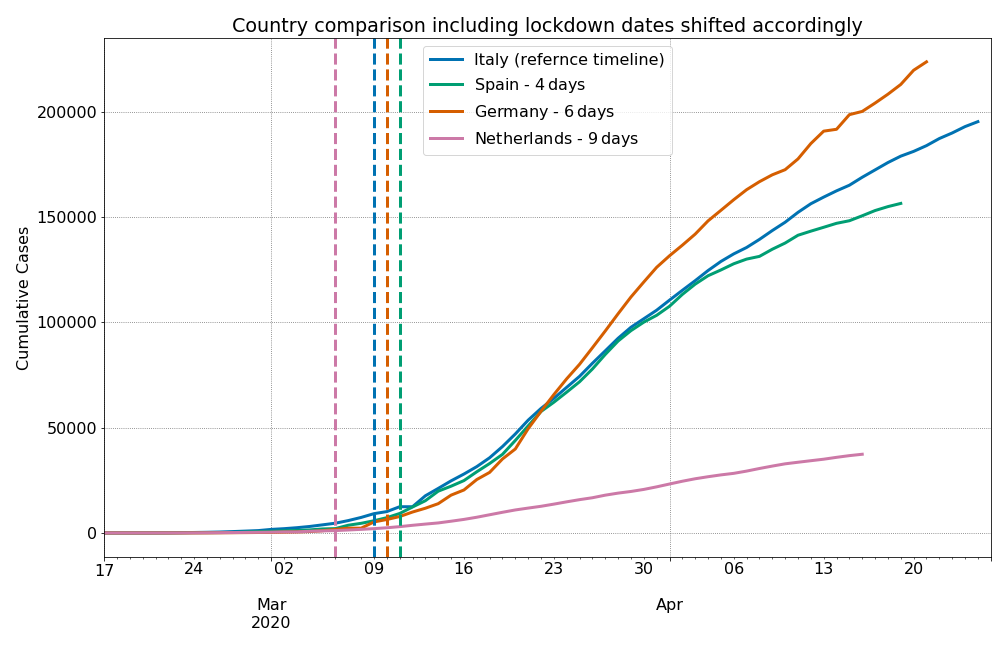 Country comparison including lockdown dates shifted accordingly
Italy (refernce timeline)
Spain - 4 days
Germany - 6 days
Netherlands - 9 days
Cumulative Cases
200000
150000
100000
50000
0
17 24 02 09 16 23 30 06 13 20
Mar Apr
2020